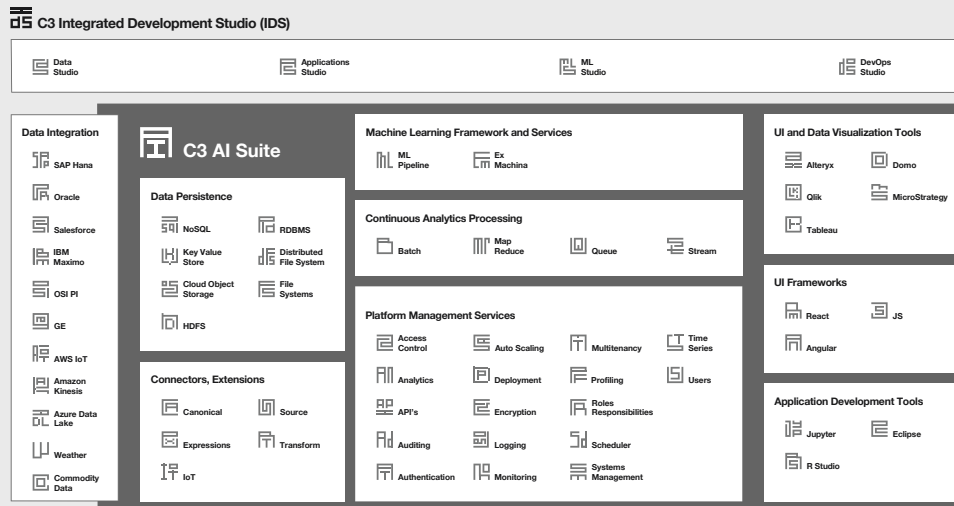 C3 Integrated Development Studio (IDS)
Data
Studio
Applications
Studio
ML
Studio
DevOps
Studio
Data Integration
SAP Hana
Oracle
Salesforce
IBM
Maximo
OSI PI
GE
AWS IoT
Amazon
Kinesis
Azure Data
Lake
Weather
Commodity
Data
C3 AI Suite
Data Persistence
NoSQL
RDBMS
Key Value
Store
Distributed
File System
Cloud Object
Storage
File
Systems
HDFS
Connectors, Extensions
Canonical
Source
Expressions
Transform
IoT
Machine Learning Framework and Services
ML
Pipeline
Ex
Machina
Continuous Analytics Processing
Batch
Map
Reduce
Queue
Stream
Platform Management Services
Access
Control
Auto Scaling
Multitenancy
Time
Series
Analytics
Deployment
Profiling
Users
API's
Encryption
Roles
Responsibilities
Auditing
Logging
Scheduler
Authentication
Monitoring
Systems
Management
UI and Data Visualization Tools
Alteryx
Domo
Qlik
MicroStrategy
Tableau
UI Frameworks
React
JS
Angular
Application Development Tools
Jupyter
Eclipse
R Studio